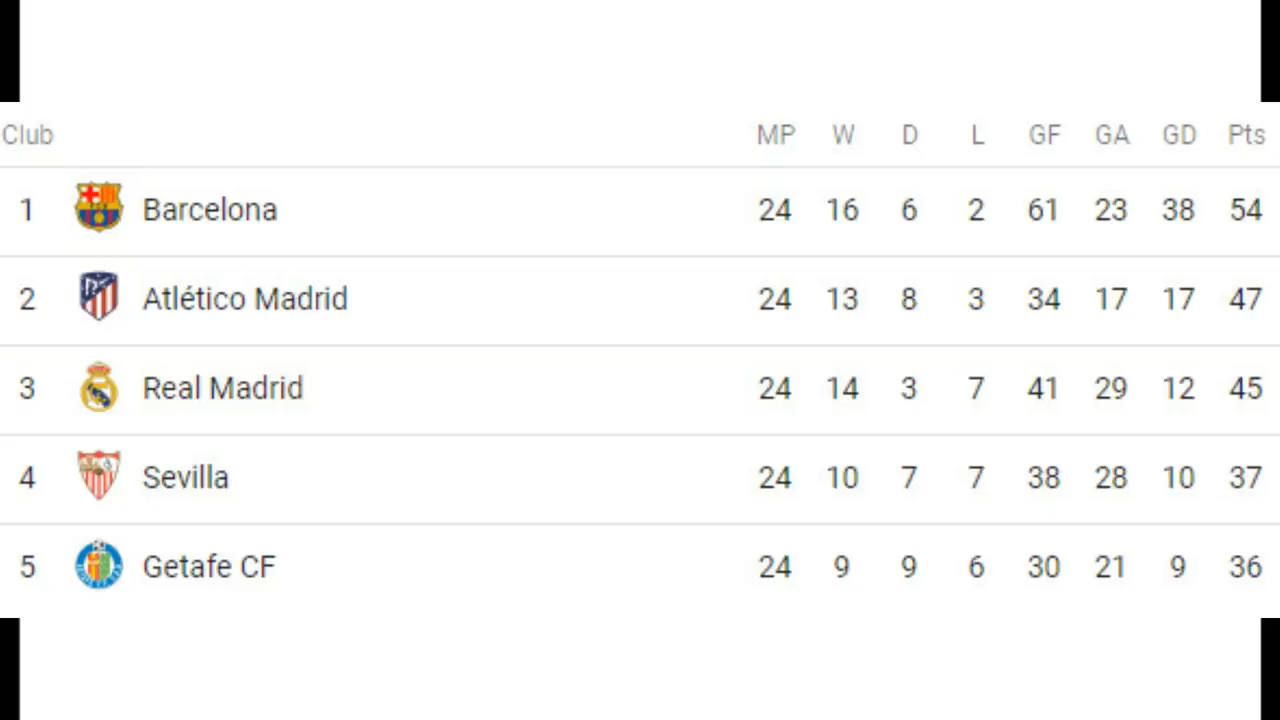 Club MP W D L GF GA GD Pts
1 Barcelona 24 16 6 2 61 23 38 54
2 Atlético Madrid 24 13 8 3 34 17 17 47
3 Real Madrid 24 14 3 7 41 29 12 45
4 Sevilla 24 10 7 7 38 28 10 37
5 Getafe CF 24 9 9 6 30 21 9 36